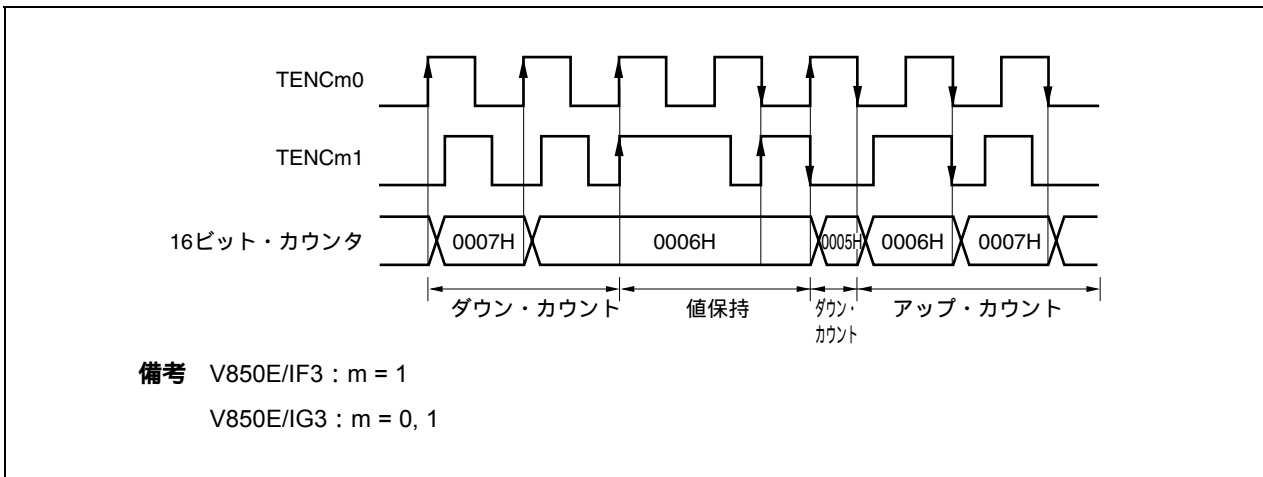 TENCm0
TENCm1
16ビット・カウンタ 0007H 0006H 0005H 0006H 0007H
ダウン・カウント 値保持 ダウン・カウント アップ・カウント
備考 V850E/IF3：m = 1
V850E/IG3：m = 0, 1